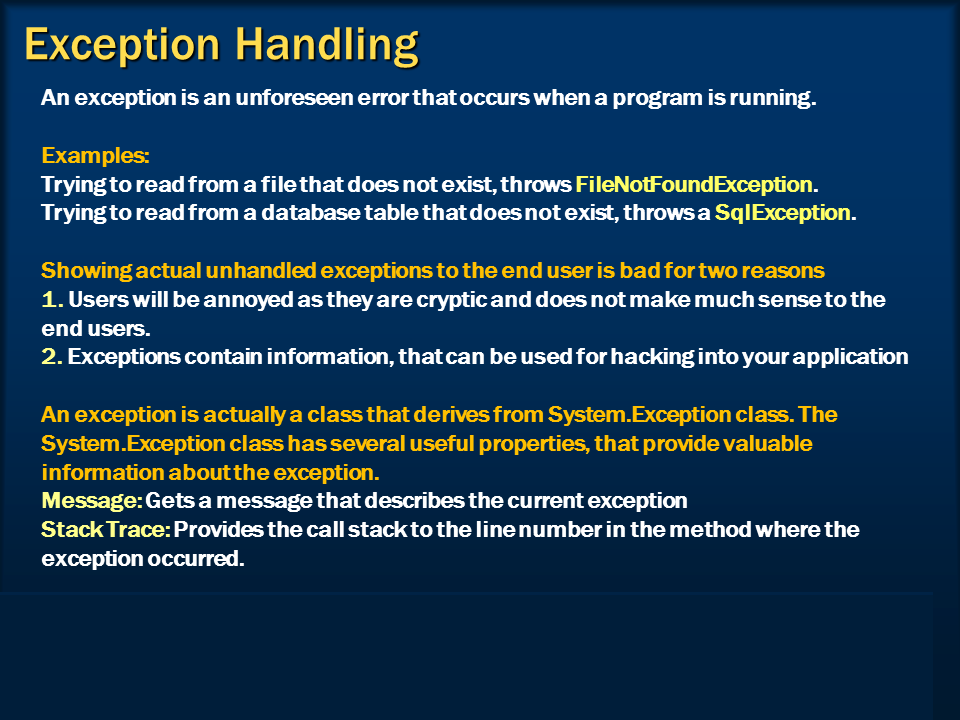 Exception Handling
An exception is an unforeseen error that occurs when a program is running.
Examples:
Trying to read from a file that does not exist, throws FileNotFoundException.
Trying to read from a database table that does not exist, throws a SqlException.
Showing actual unhandled exceptions to the end user is bad for two reasons
1. Users will be annoyed as they are cryptic and does not make much sense to the
end users.
2. Exceptions contain information, that can be used for hacking into your application
An exception is actually a class that derives from System.Exception class. The
System.Exception class has several useful properties, that provide valuable
information about the exception.
Message: Gets a message that describes the current exception
Stack Trace: Provides the call stack to the line number in the method where the
exception occurred.